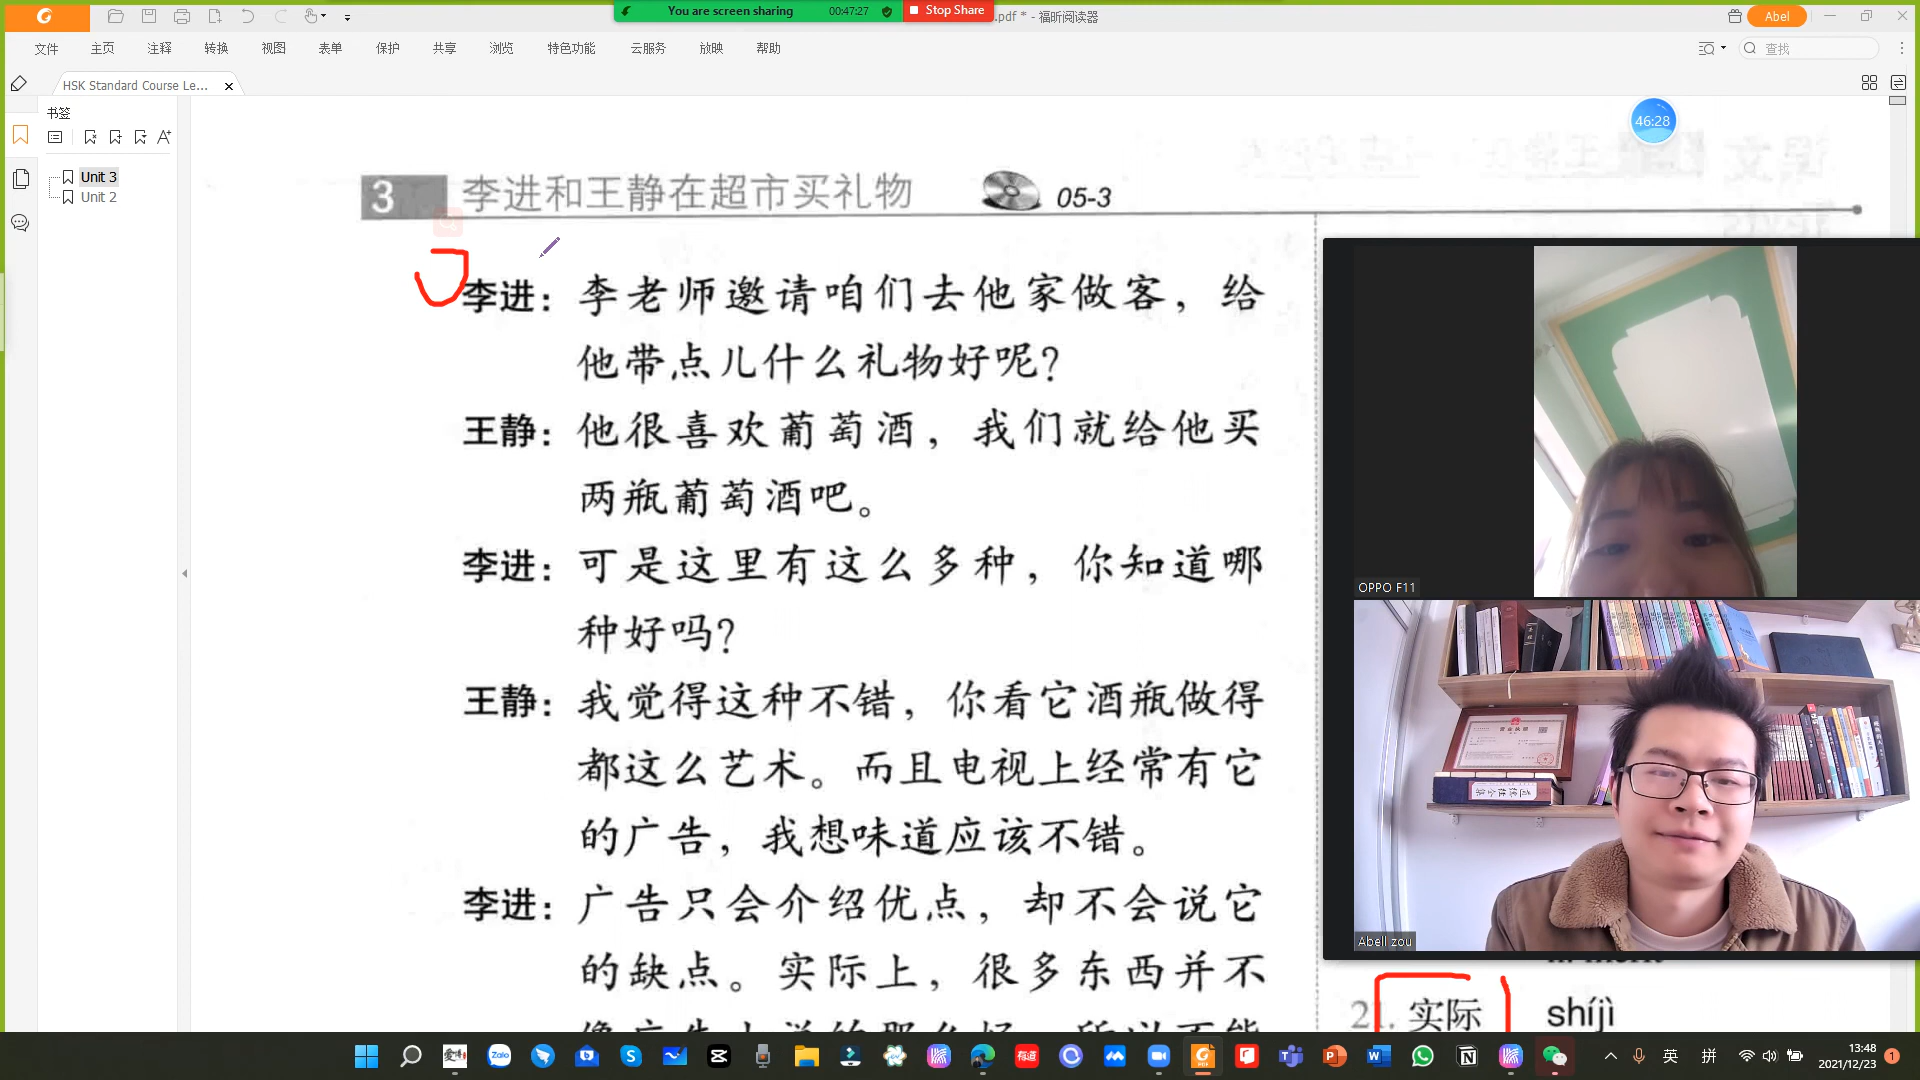 You are screen sharing 00:47:27 Stop Share
.pdf * - 福昕阅读器
Abel
文件 主页 注释 转换 视图 表单 保护 共享 浏览 特色功能 云服务 放映 帮助
查找
HSK Standard Course Le...
书签
Unit 3
Unit 2
46:28
3 李进和王静在超市买礼物 05-3
李进：李老师邀请咱们去他家做客，给
他带点儿什么礼物好呢？
王静：他很喜欢葡萄酒，我们就给他买
两瓶葡萄酒吧。
李进：可是这里有这么多种，你知道哪
种好吗？
王静：我觉得这种不错，你看它酒瓶做得
都这么艺术。而且电视上经常有它
的广告，我想味道应该不错。
李进：广告只会介绍优点，却不会说它
的缺点。实际上，很多东西并不
OPPO F11
Abell zou
21. 实际 shíjì
Zalo
有道
英 拼
13:48
2021/12/23
1